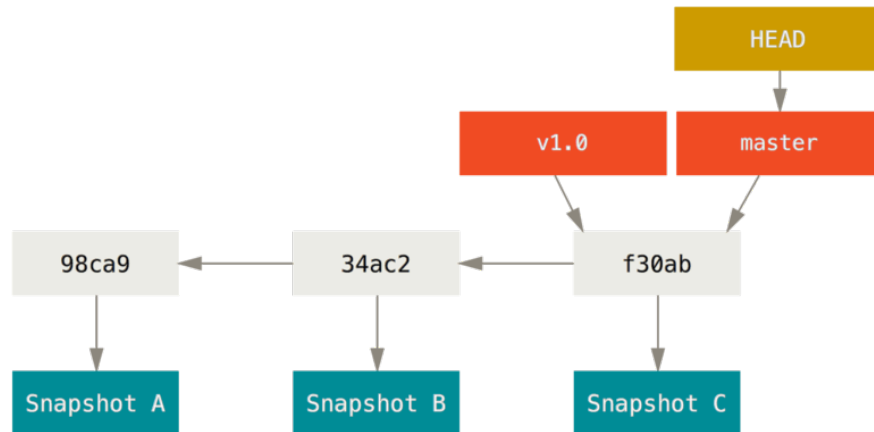 HEAD
v1.0
master
98ca9
34ac2
f30ab
Snapshot A
Snapshot B
Snapshot C